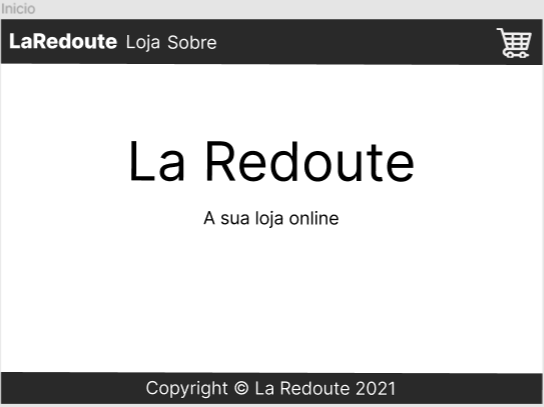 Inicio
LaRedoute Loja Sobre
La Redoute
A sua loja online
Copyright © La Redoute 2021